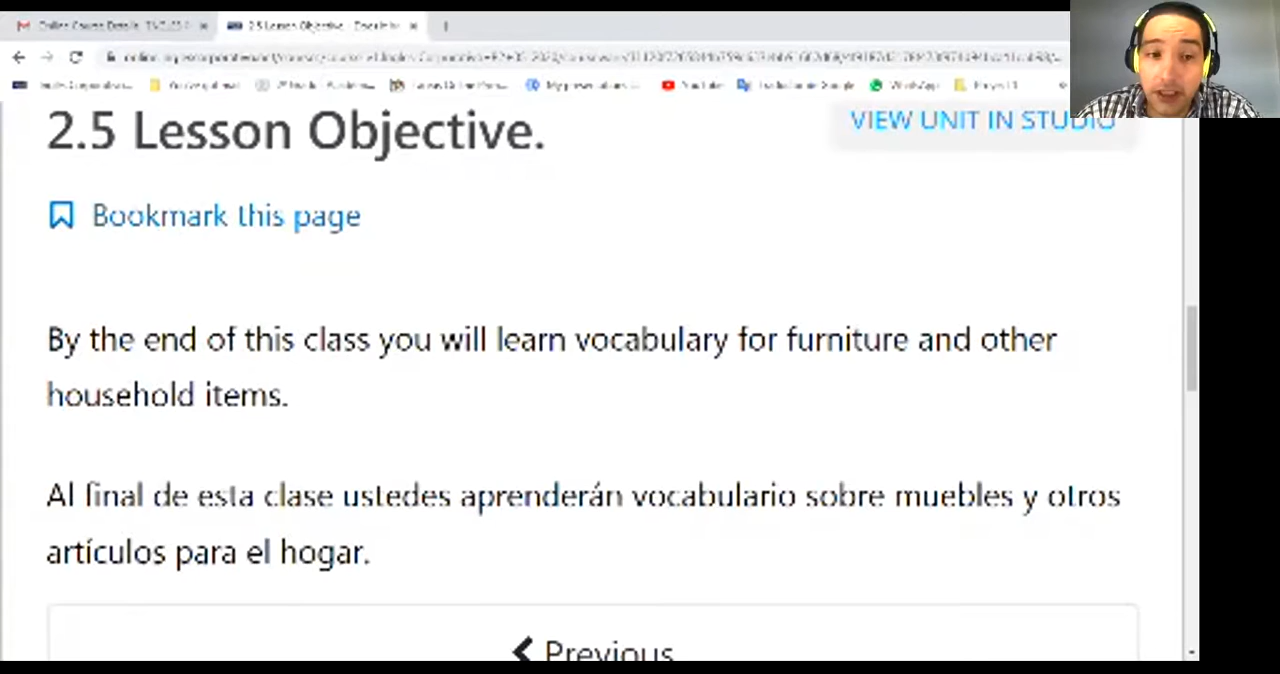 2.5 Lesson Objective.
VIEW UNIT IN STUDIO
Bookmark this page
By the end of this class you will learn vocabulary for furniture and other
household items.
Al final de esta clase ustedes aprenderán vocabulario sobre muebles y otros
artículos para el hogar.
Previous
YouTube
WhatsApp